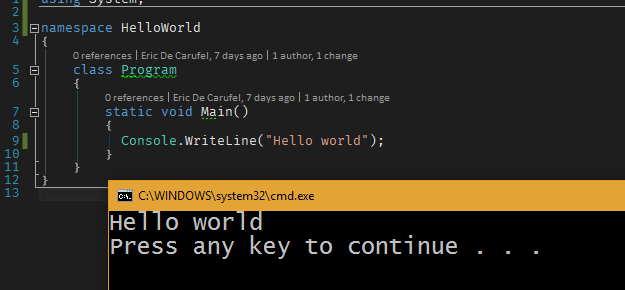 1 using System;
2
3 namespace HelloWorld
4 {
0 references | Eric De Carufel, 7 days ago | 1 author, 1 change
5 class Program
6 {
0 references | Eric De Carufel, 7 days ago | 1 author, 1 change
7 static void Main()
8 {
9 Console.WriteLine("Hello world");
10 }
11 }
12 }
13
C:\WINDOWS\system32\cmd.exe
Hello world
Press any key to continue . . .